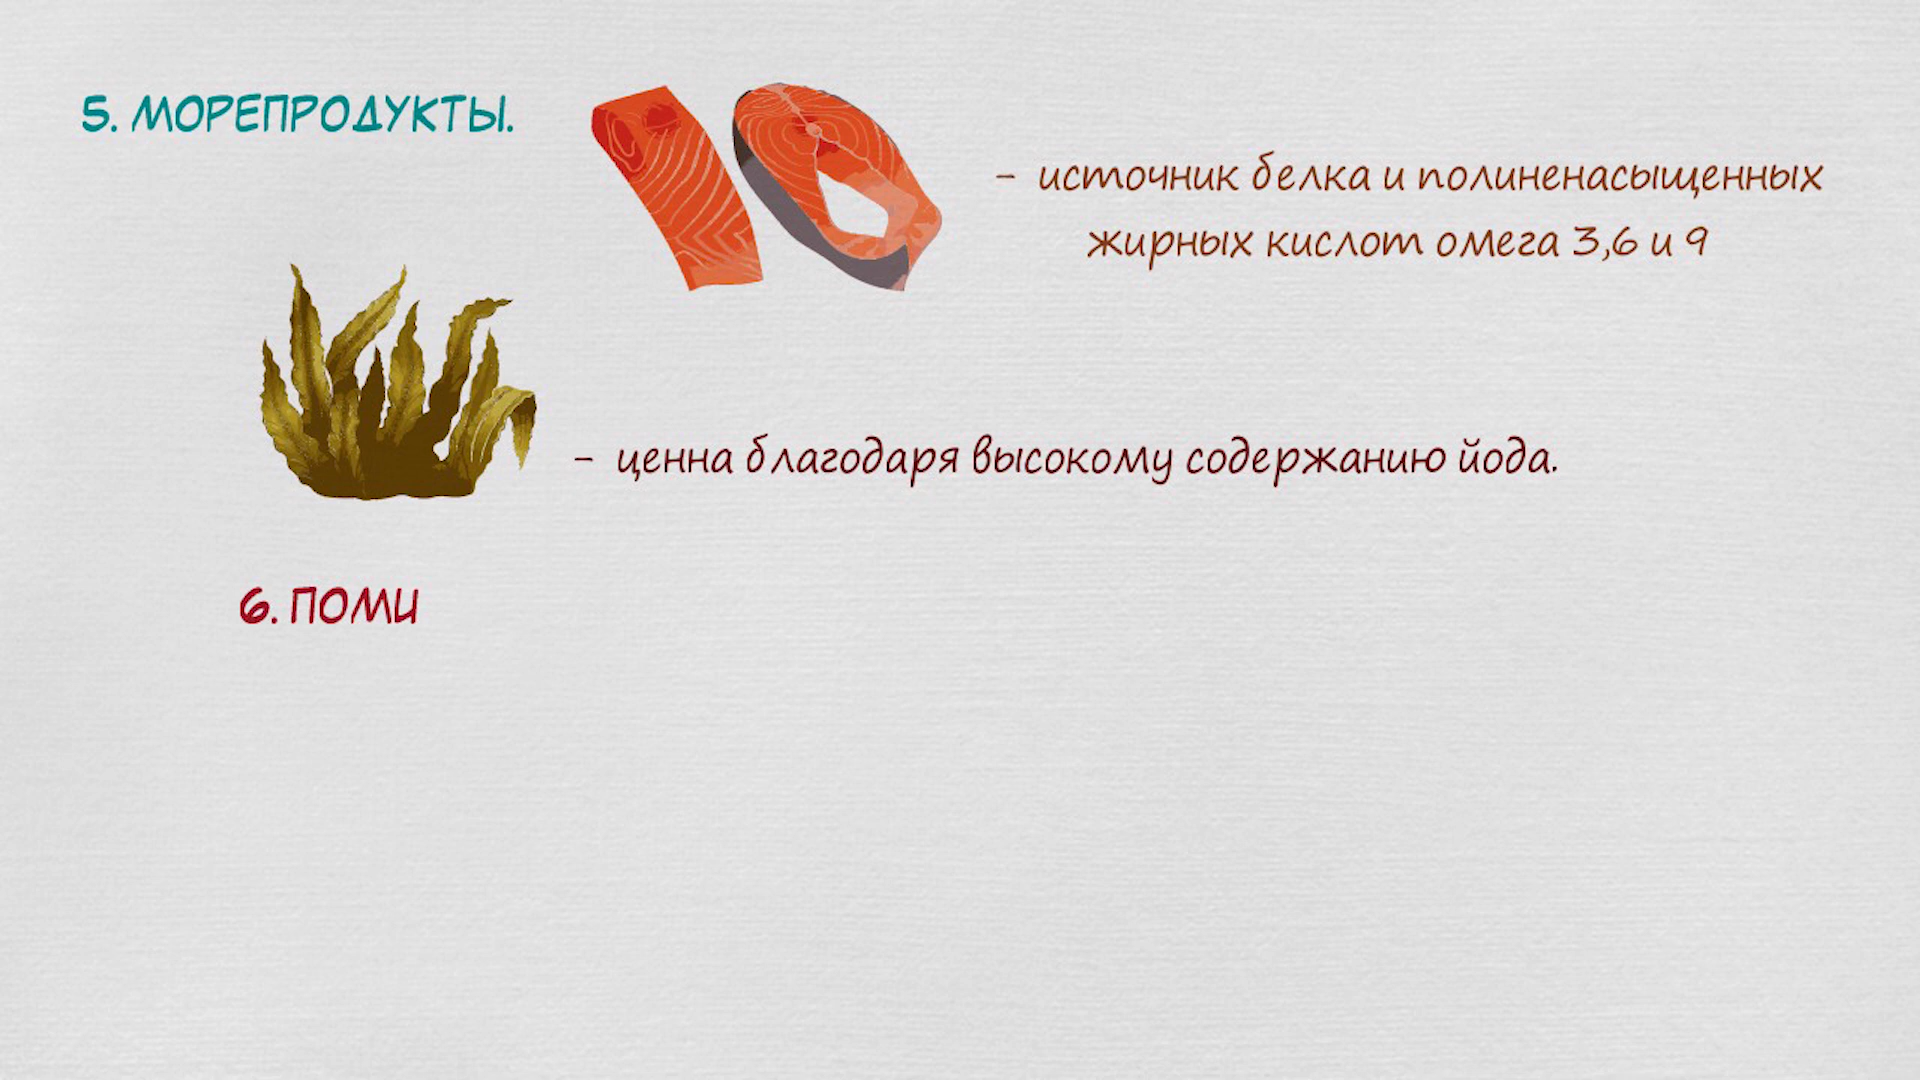 5. МОРЕПРОДУКТЫ.
- источник белка и полиненасыщенных
жирных кислот омега 3,6 и 9
- ценна благодаря высокому содержанию йода.
6. ПОМИ